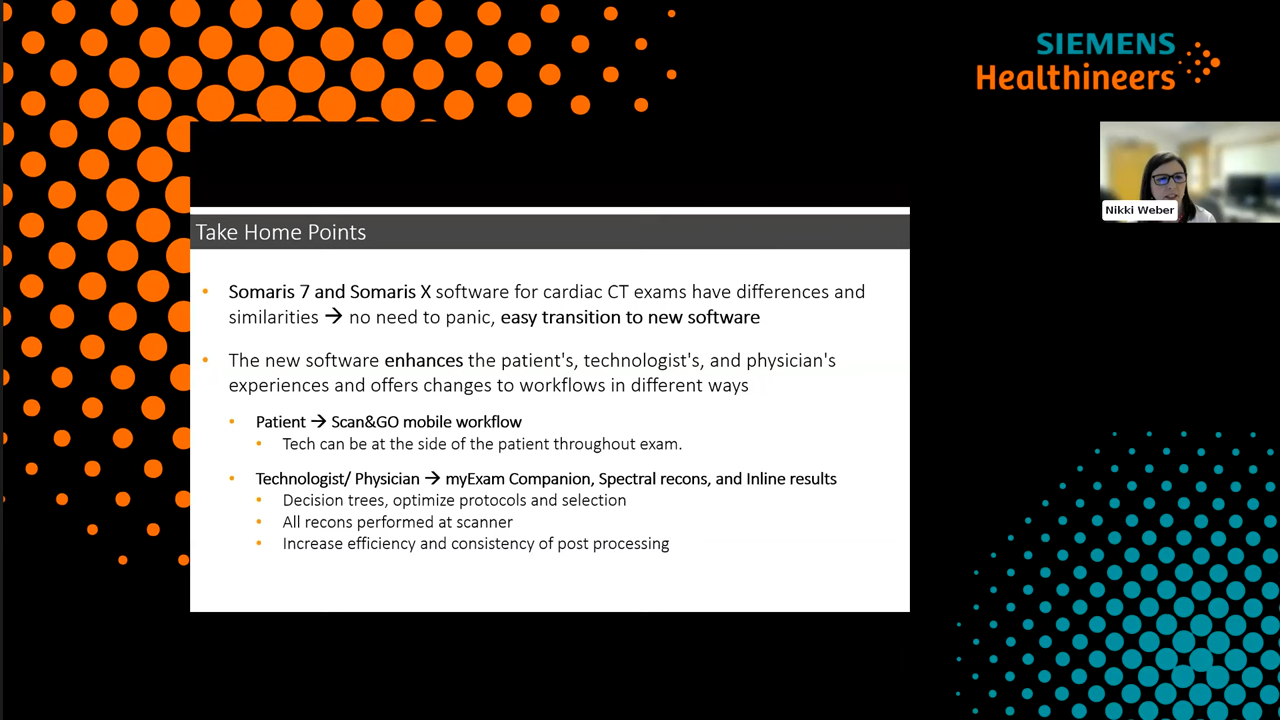 SIEMENS
Healthineers
Nikki Weber
Take Home Points
• Somaris 7 and Somaris X software for cardiac CT exams have differences and
similarities → no need to panic, easy transition to new software
• The new software enhances the patient's, technologist's, and physician's
experiences and offers changes to workflows in different ways
• Patient → Scan&GO mobile workflow
• Tech can be at the side of the patient throughout exam.
• Technologist/ Physician → myExam Companion, Spectral recons, and Inline results
• Decision trees, optimize protocols and selection
• All recons performed at scanner
• Increase efficiency and consistency of post processing